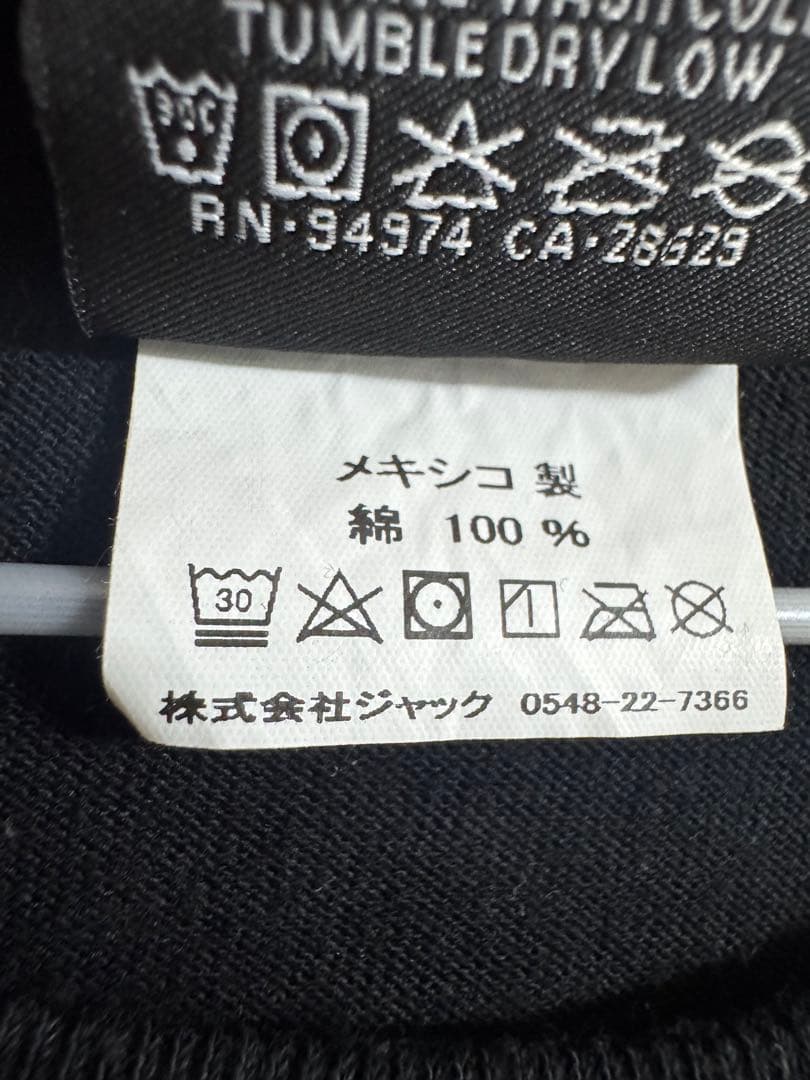 TUMBLE DRY LOW
30C
RN·94974 CA·28629
メキシコ 製
綿 100 %
30
株式会社ジャック 0548-22-7366